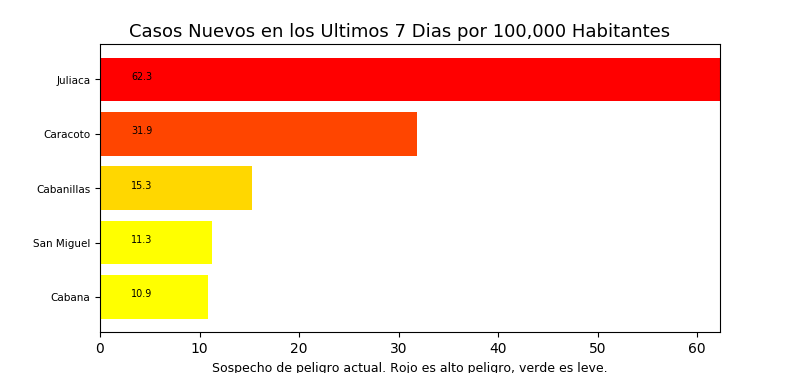 Casos Nuevos en los Ultimos 7 Dias por 100,000 Habitantes
Juliaca 62.3
Caracoto 31.9
Cabanillas 15.3
San Miguel 11.3
Cabana 10.9
0 10 20 30 40 50 60
Sospecho de peligro actual. Rojo es alto peligro, verde es leve.